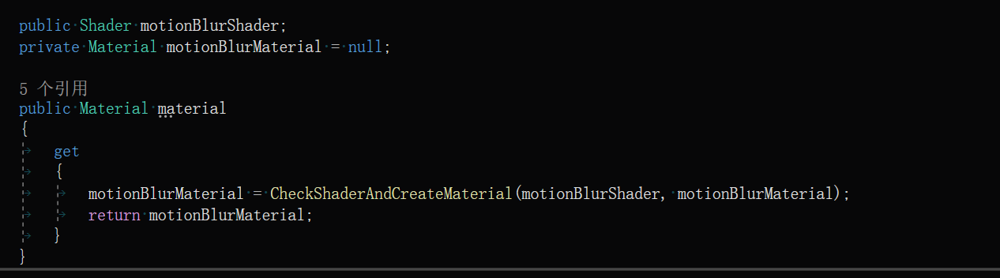 public Shader motionBlurShader;
private Material motionBlurMaterial = null;
5 个引用
public Material material
{
get
{
motionBlurMaterial = CheckShaderAndCreateMaterial(motionBlurShader, motionBlurMaterial);
return motionBlurMaterial;
}
}